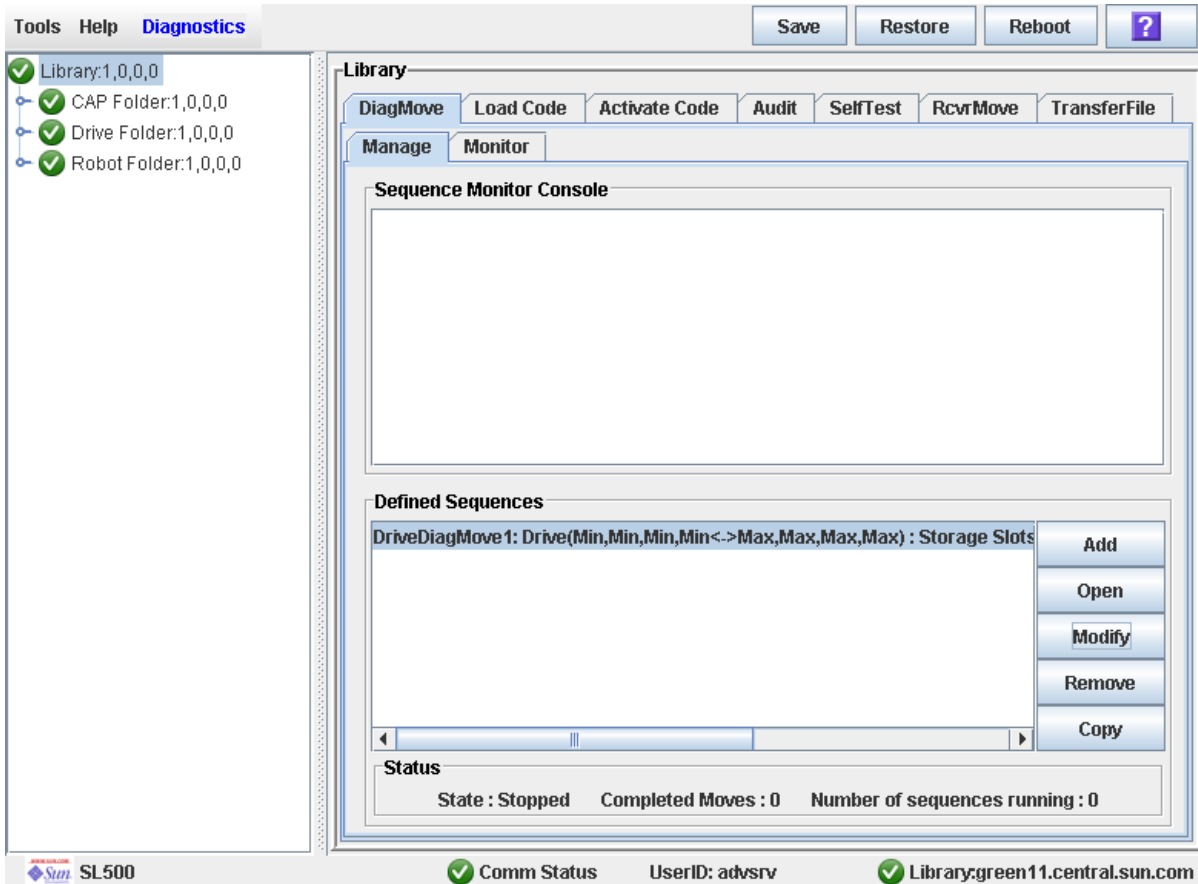 Tools Help Diagnostics Save Restore Reboot ?
Library:1,0,0,0
CAP Folder:1,0,0,0
Drive Folder:1,0,0,0
Robot Folder:1,0,0,0
Library
DiagMove Load Code Activate Code Audit SelfTest RcvrMove TransferFile
Manage Monitor
Sequence Monitor Console
Defined Sequences
DriveDiagMove1: Drive(Min,Min,Min,Min<->Max,Max,Max,Max) : Storage Slots
Add
Open
Modify
Remove
Copy
Status
State : Stopped Completed Moves : 0 Number of sequences running : 0
Sun SL500 Comm Status UserID: advsrv Library:green11.central.sun.com